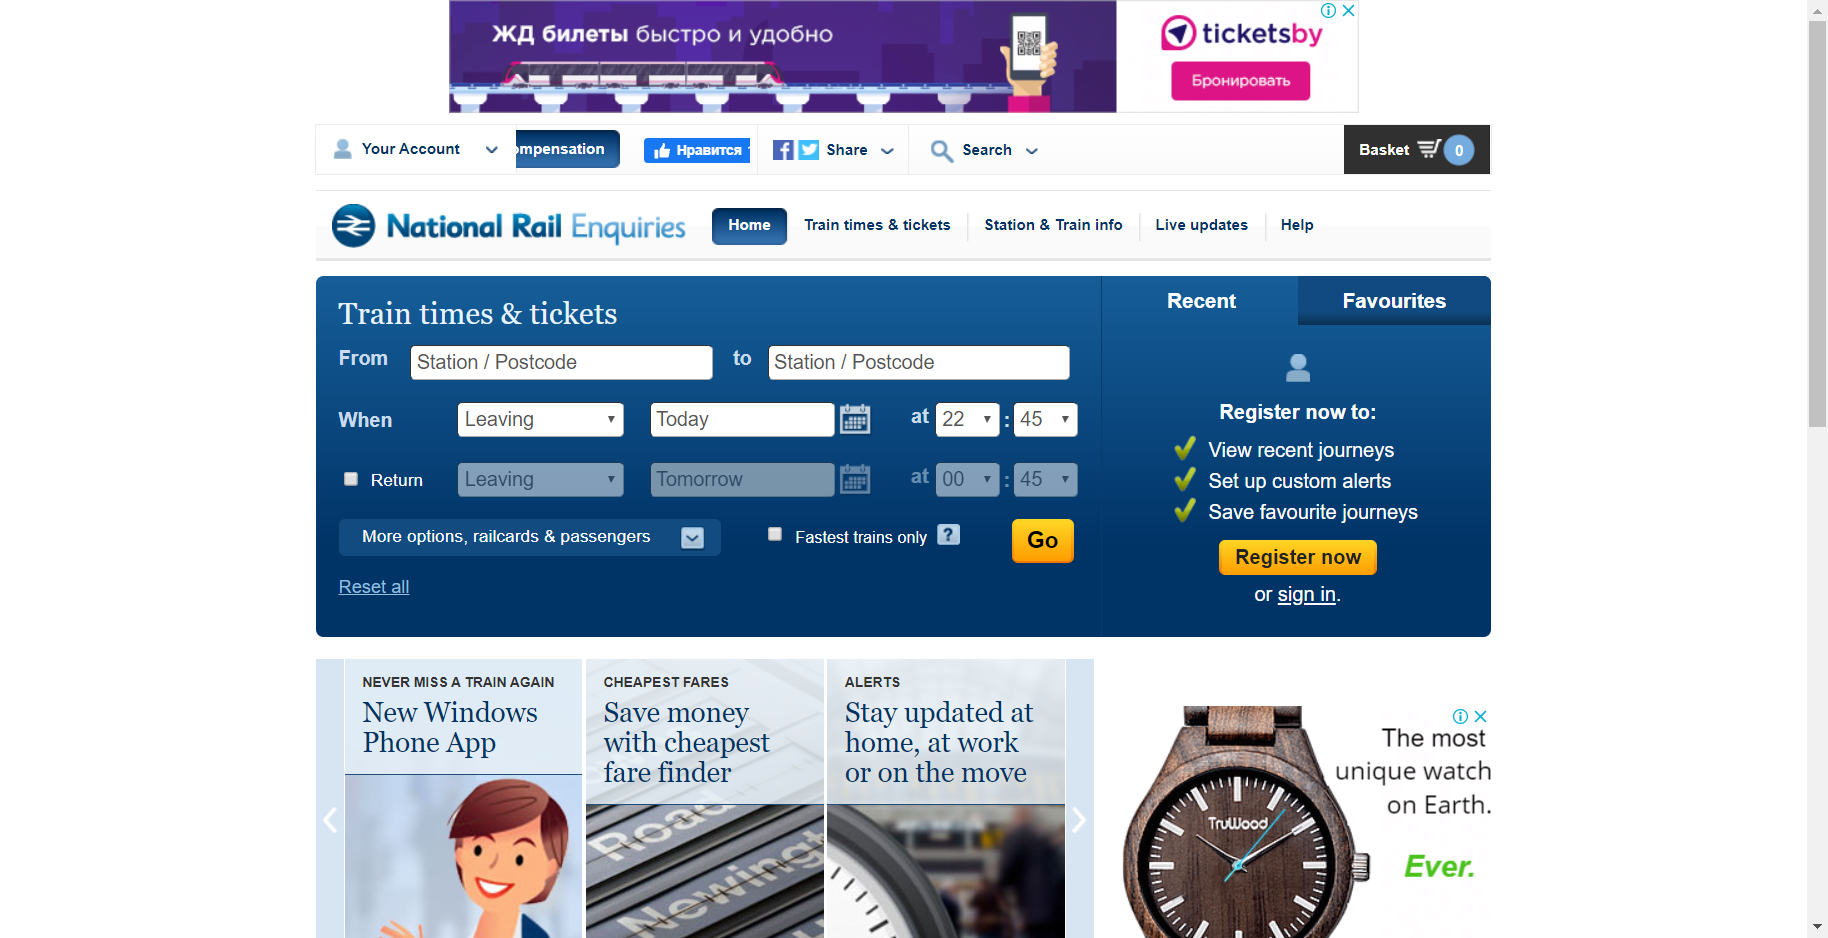 ЖД билеты быстро и удобно
ticketsby
Бронировать
Your Account
ompensation
Нравится
Share
Search
Basket
0
National Rail Enquiries
Home
Train times & tickets
Station & Train info
Live updates
Help
Train times & tickets
From
Station / Postcode
to
Station / Postcode
When
Leaving
Today
at
22
:
45
Return
Leaving
Tomorrow
at
00
:
45
More options, railcards & passengers
Fastest trains only
?
Go
Reset all
Recent
Favourites
Register now to:
View recent journeys
Set up custom alerts
Save favourite journeys
Register now
or sign in.
NEVER MISS A TRAIN AGAIN
New Windows
Phone App
CHEAPEST FARES
Save money
with cheapest
fare finder
Road
Newingt
ALERTS
Stay updated at
home, at work
or on the move
The most
unique watch
on Earth.
Ever.
TruWood